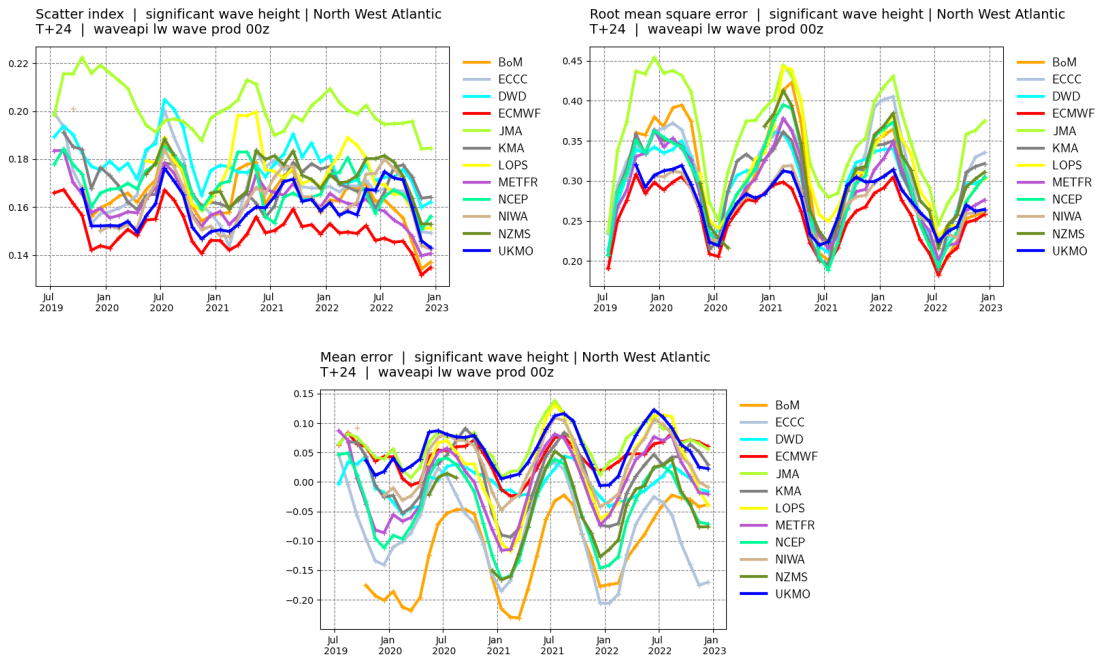 Scatter index | significant wave height | North West Atlantic
T+24 | waveapi lw wave prod 00z
0.22
0.20
0.18
0.16
0.14
Jul 2019
Jan 2020
Jul 2020
Jan 2021
Jul 2021
Jan 2022
Jul 2022
Jan 2023
BoM
ECCC
DWD
ECMWF
JMA
KMA
LOPS
METFR
NCEP
NIWA
NZMS
UKMO
Root mean square error | significant wave height | North West Atlantic
T+24 | waveapi lw wave prod 00z
0.45
0.40
0.35
0.30
0.25
0.20
Jul 2019
Jan 2020
Jul 2020
Jan 2021
Jul 2021
Jan 2022
Jul 2022
Jan 2023
BoM
ECCC
DWD
ECMWF
JMA
KMA
LOPS
METFR
NCEP
NIWA
NZMS
UKMO
Mean error | significant wave height | North West Atlantic
T+24 | waveapi lw wave prod 00z
0.15
0.10
0.05
0.00
−0.05
−0.10
−0.15
−0.20
Jul 2019
Jan 2020
Jul 2020
Jan 2021
Jul 2021
Jan 2022
Jul 2022
Jan 2023
BoM
ECCC
DWD
ECMWF
JMA
KMA
LOPS
METFR
NCEP
NIWA
NZMS
UKMO